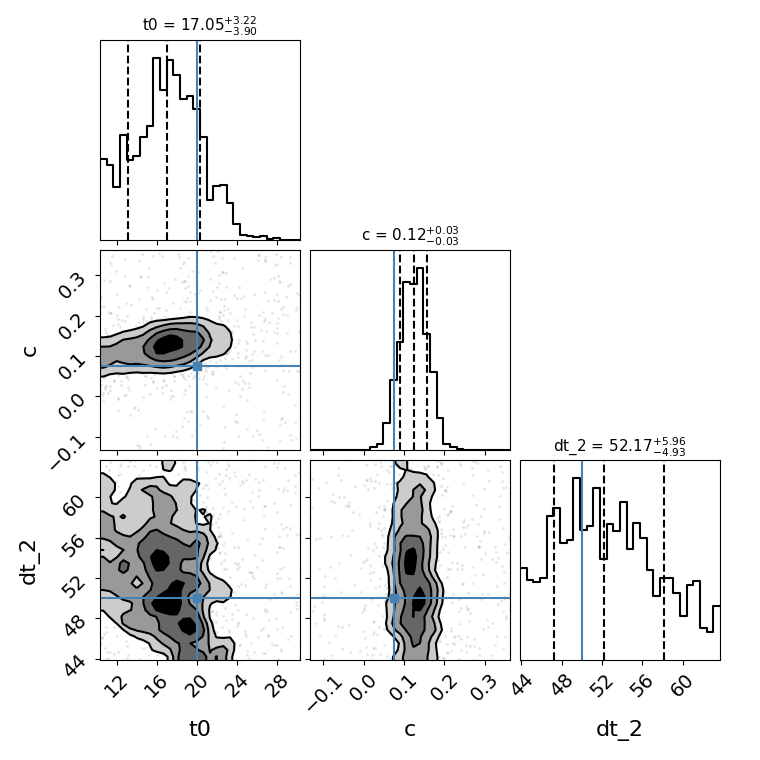 t0 = 17.05+3.22−3.90
c = 0.12+0.03−0.03
0.3
0.2
0.1
0.0
−0.1
c
dt_2 = 52.17+5.96−4.93
60
56
52
48
44
dt_2
12 16 20 24 28
−0.1 0.0 0.1 0.2 0.3
44 48 52 56 60
t0 c dt_2